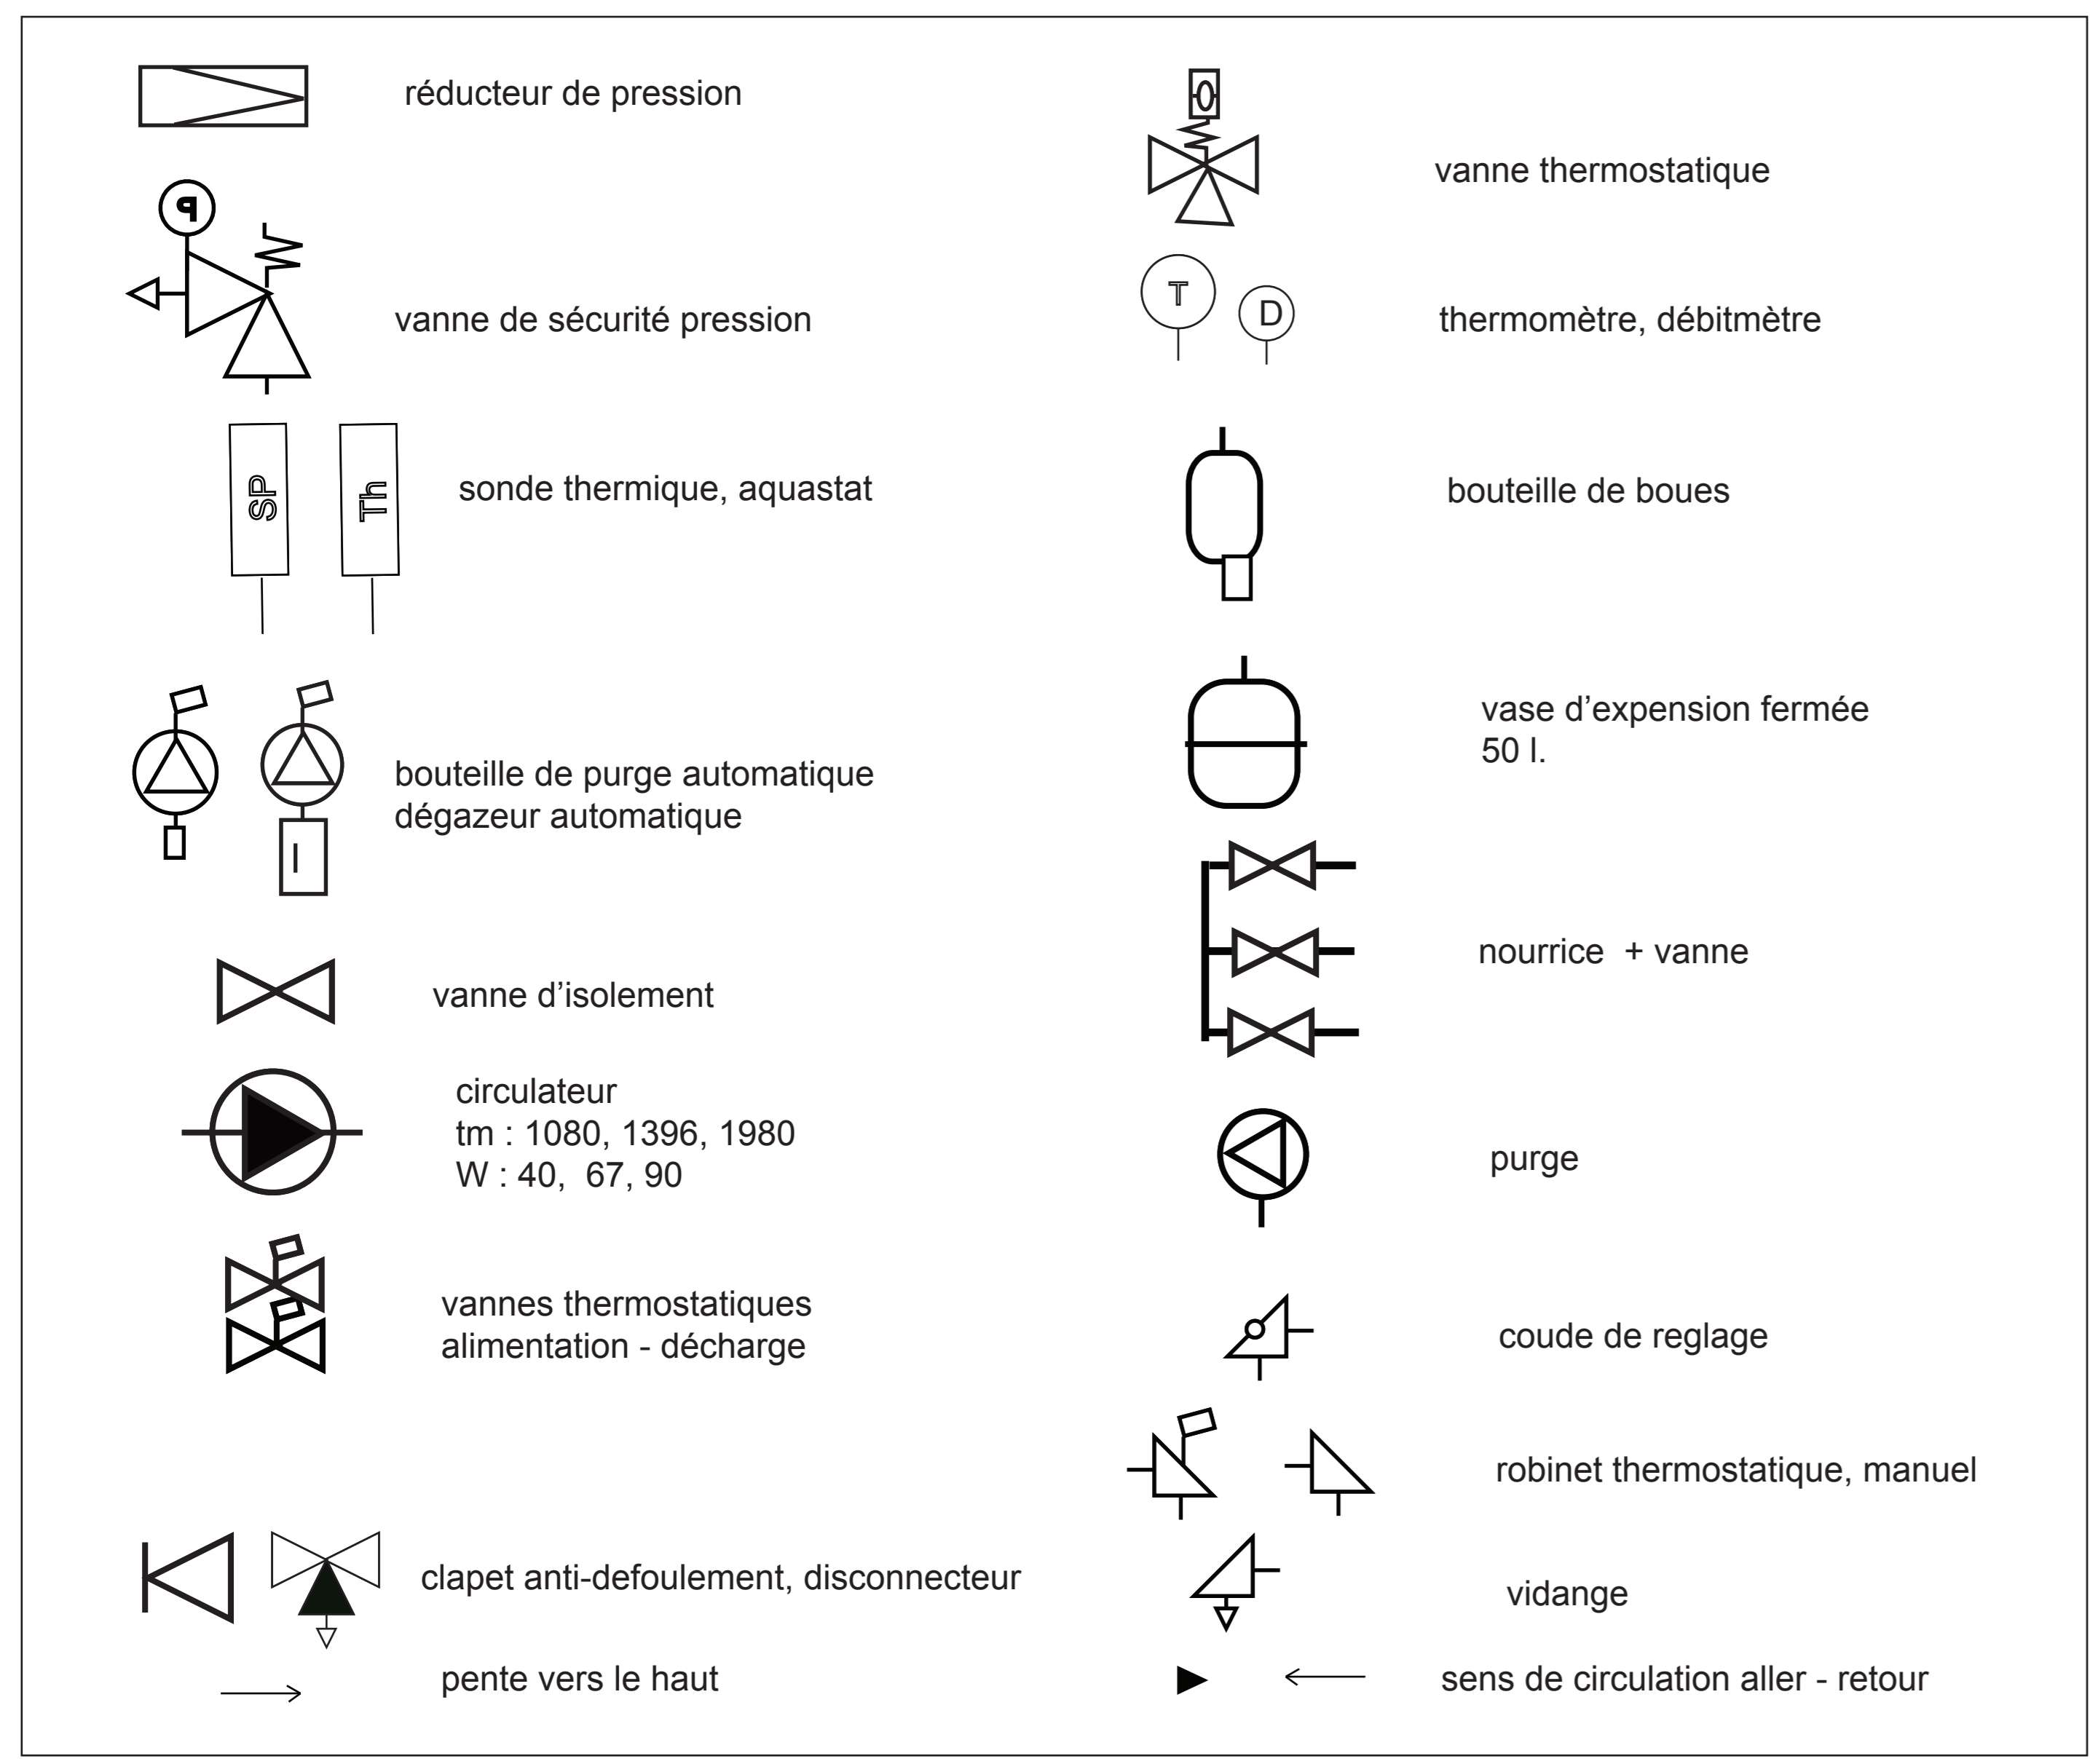 réducteur de pression
P
vanne de sécurité pression
SP
Th
sonde thermique, aquastat
bouteille de purge automatique
dégazeur automatique
vanne d’isolement
circulateur
tm : 1080, 1396, 1980
W : 40,  67, 90
vannes thermostatiques
alimentation - décharge
clapet anti-defoulement, disconnecteur
pente vers le haut
vanne thermostatique
T
D
thermomètre, débitmètre
bouteille de boues
vase d’expension fermée
50 l.
nourrice  + vanne
purge
coude de reglage
robinet thermostatique, manuel
vidange
sens de circulation aller - retour